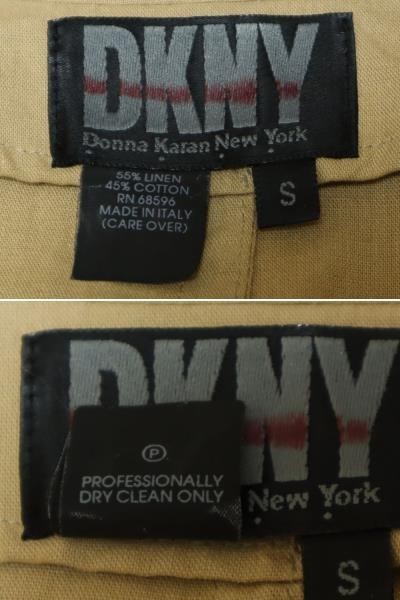 DKNY
Donna Karan New York
55% LINEN
45% COTTON
RN 68596
MADE IN ITALY
(CARE OVER)
S
DKNY
P
PROFESSIONALLY
DRY CLEAN ONLY
New York
S